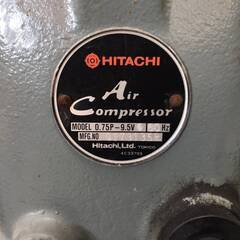 HITACHI
Air
Compressor
MODEL 0.75P-9.5V Hz
MFG.NO
Hitachi, Ltd. TOKYO